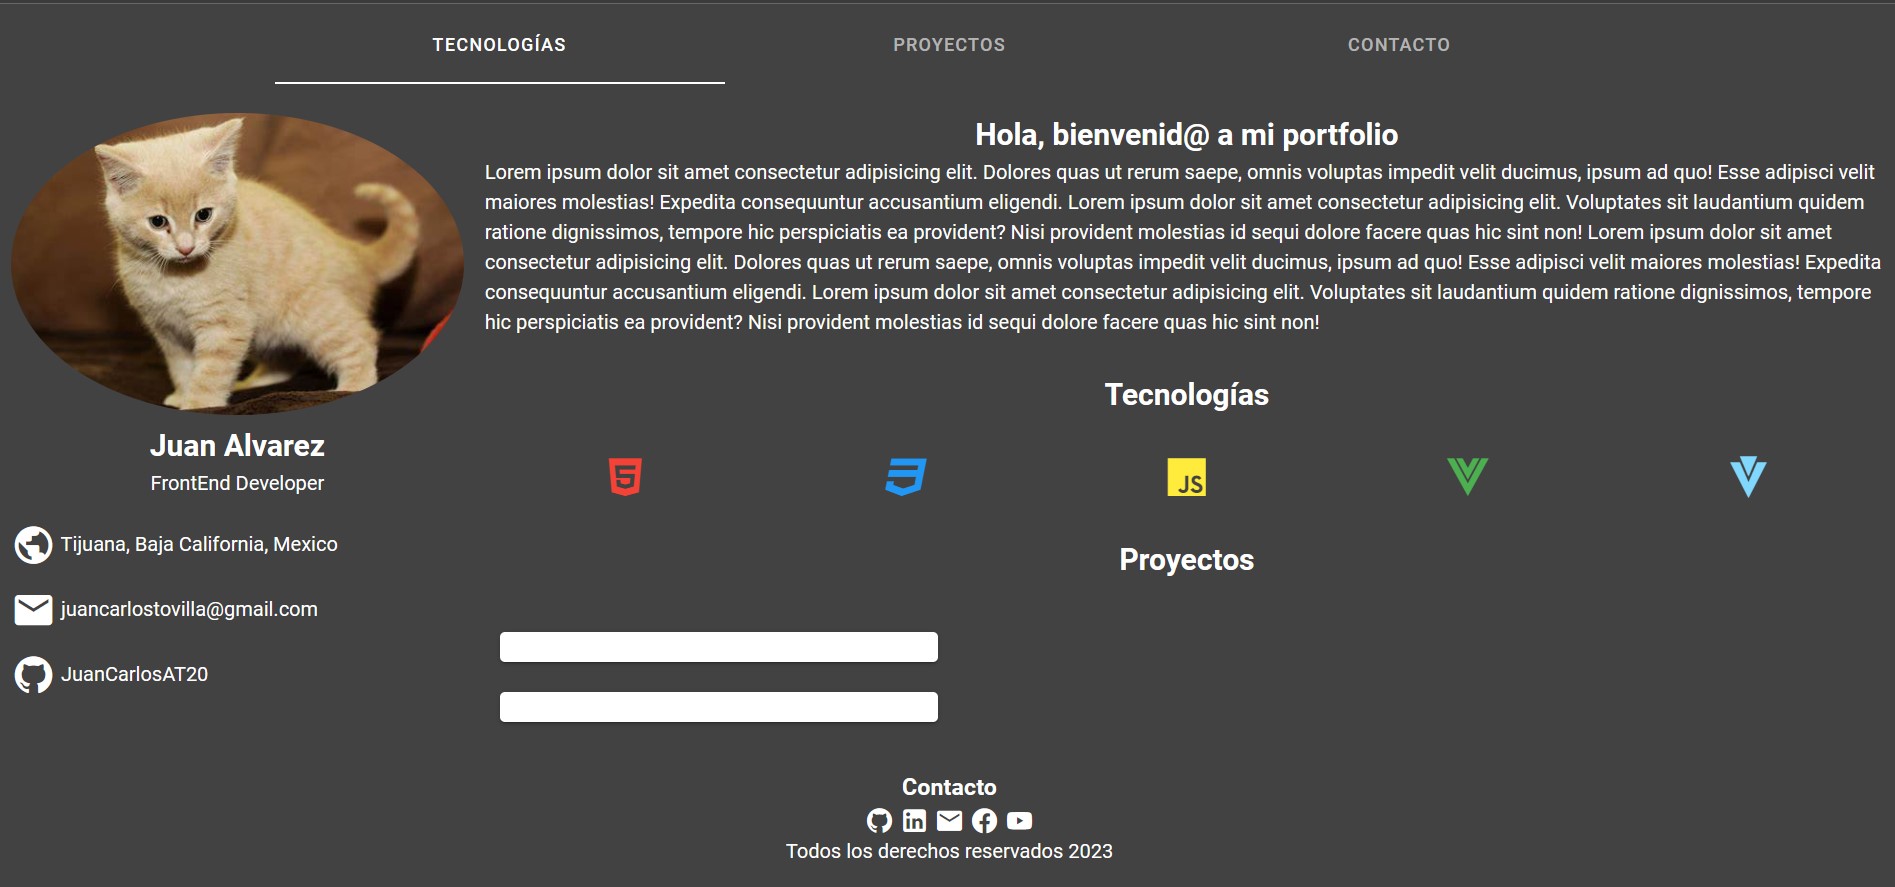 TECNOLOGÍAS
PROYECTOS
CONTACTO
Hola, bienvenid@ a mi portfolio
Lorem ipsum dolor sit amet consectetur adipisicing elit. Dolores quas ut rerum saepe, omnis voluptas impedit velit ducimus, ipsum ad quo! Esse adipisci velit
maiores molestias! Expedita consequuntur accusantium eligendi. Lorem ipsum dolor sit amet consectetur adipisicing elit. Voluptates sit laudantium quidem
ratione dignissimos, tempore hic perspiciatis ea provident? Nisi provident molestias id sequi dolore facere quas hic sint non! Lorem ipsum dolor sit amet
consectetur adipisicing elit. Dolores quas ut rerum saepe, omnis voluptas impedit velit ducimus, ipsum ad quo! Esse adipisci velit maiores molestias! Expedita
consequuntur accusantium eligendi. Lorem ipsum dolor sit amet consectetur adipisicing elit. Voluptates sit laudantium quidem ratione dignissimos, tempore
hic perspiciatis ea provident? Nisi provident molestias id sequi dolore facere quas hic sint non!
Juan Alvarez
FrontEnd Developer
Tijuana, Baja California, Mexico
juancarlostovilla@gmail.com
JuanCarlosAT20
Tecnologías
5
JS
Proyectos
Contacto
in
Todos los derechos reservados 2023